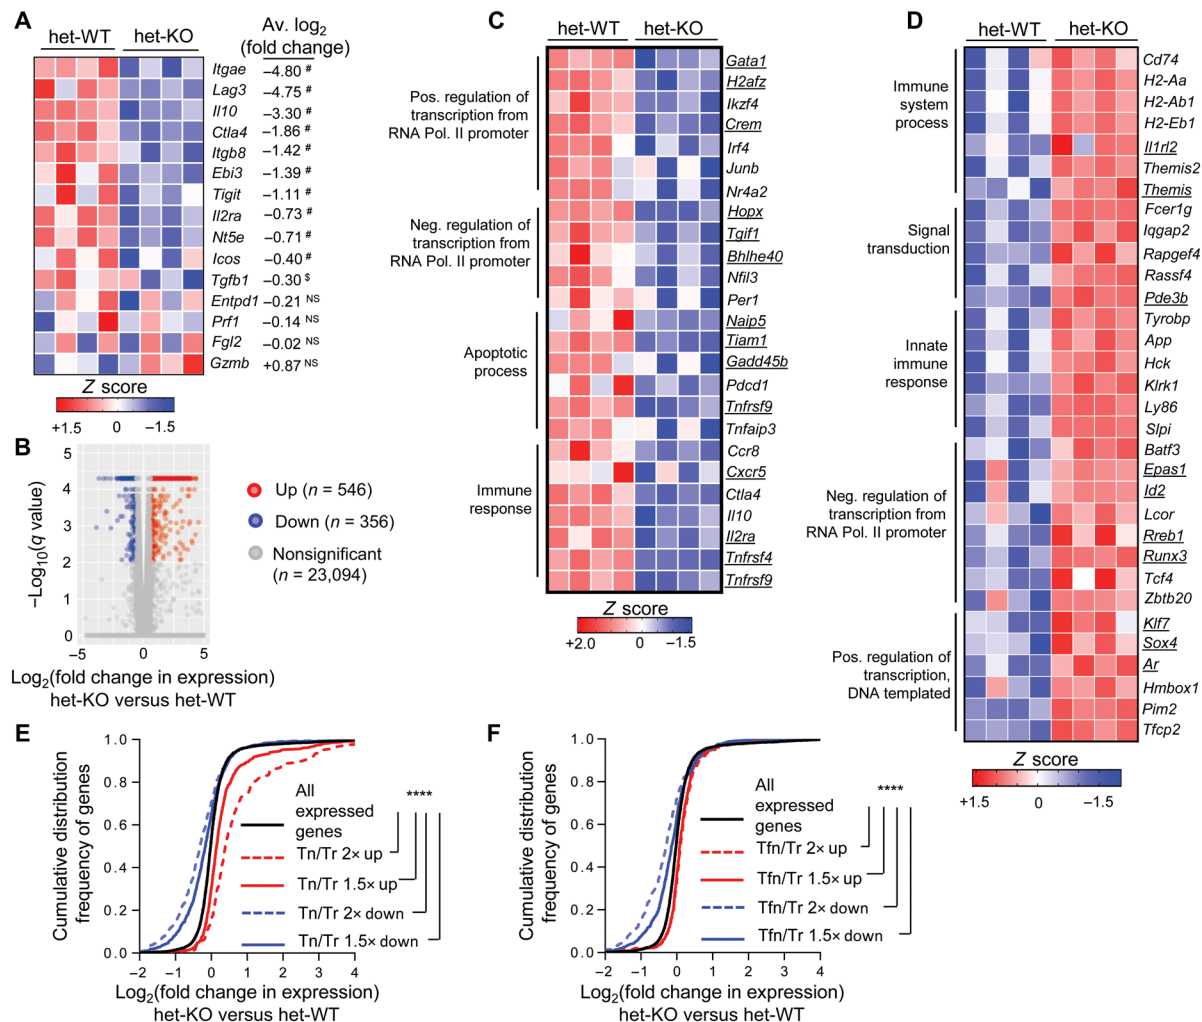 A
het-WT
het-KO
Av. log2
(fold change)
Itgae −4.80 #
Lag3 −4.75 #
Il10 −3.30 #
Ctla4 −1.86 #
Itgb8 −1.42 #
Ebi3 −1.39 #
Tigit −1.11 #
Il2ra −0.73 #
Nt5e −0.71 #
Icos −0.40 #
Tgfb1 −0.30 $
Entpd1 −0.21 NS
Prf1 −0.14 NS
Fgl2 −0.02 NS
Gzmb +0.87 NS
Z score
+1.5 0 −1.5
B
5
4
3
2
1
0
−Log10(q value)
−5 0 5
Log2(fold change in expression)
het-KO versus het-WT
Up (n = 546)
Down (n = 356)
Nonsignificant
(n = 23,094)
C
het-WT
het-KO
Pos. regulation of
transcription from
RNA Pol. II promoter
Neg. regulation of
transcription from
RNA Pol. II promoter
Apoptotic
process
Immune
response
Gata1
H2afz
Ikzf4
Crem
Irf4
Junb
Nr4a2
Hopx
Tgif1
Bhlhe40
Nfil3
Per1
Naip5
Tiam1
Gadd45b
Pdcd1
Tnfrsf9
Tnfaip3
Ccr8
Cxcr5
Ctla4
Il10
Il2ra
Tnfrsf4
Tnfrsf9
Z score
+2.0 0 −1.5
D
het-WT
het-KO
Immune
system
process
Signal
transduction
Innate
immune
response
Neg. regulation of
transcription from
RNA Pol. II promoter
Pos. regulation of
transcription,
DNA templated
Cd74
H2-Aa
H2-Ab1
H2-Eb1
Il1rl2
Themis2
Themis
Fcer1g
Iqgap2
Rapgef4
Rassf4
Pde3b
Tyrobp
App
Hck
Klrk1
Ly86
Slpi
Batf3
Epas1
Id2
Lcor
Rreb1
Runx3
Tcf4
Zbtb20
Klf7
Sox4
Ar
Hmbox1
Pim2
Tfcp2
Z score
+1.5 0 −1.5
E
Cumulative distribution
frequency of genes
1.0
0.8
0.6
0.4
0.2
0.0
−2 −1 0 1 2 3 4
Log2(fold change in expression)
het-KO versus het-WT
All
expressed
genes
Tn/Tr 2× up
Tn/Tr 1.5× up
Tn/Tr 2× down
Tn/Tr 1.5× down
****
F
Cumulative distribution
frequency of genes
1.0
0.8
0.6
0.4
0.2
0.0
−2 −1 0 1 2 3 4
Log2(fold change in expression)
het-KO versus het-WT
All
expressed
genes
Tfn/Tr 2× up
Tfn/Tr 1.5× up
Tfn/Tr 2× down
Tfn/Tr 1.5× down
****